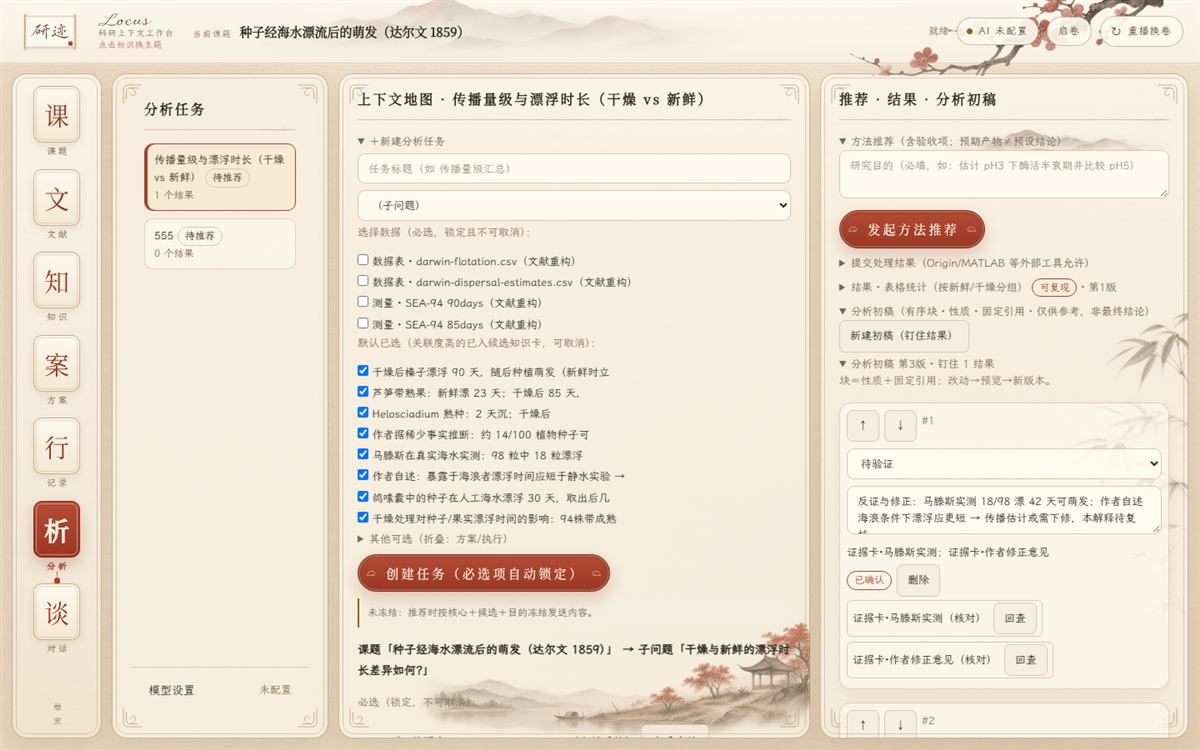 研迹
Locus
科研上下文工作台
点击标识换主题
当前课题 种子经海水漂流后的萌发（达尔文 1859）
就绪
AI 未配置
启卷
↻ 重播换卷
课
课题
文
文献
知
知识
案
方案
行
记录
析
分析
谈
对话
分析任务
传播量级与漂浮时长（干燥
vs 新鲜） 待推荐
1 个结果
555 待推荐
0 个结果
模型设置 未配置
上下文地图 · 传播量级与漂浮时长（干燥 vs 新鲜）
▼ ＋新建分析任务
任务标题（如 传播量级汇总）
（子问题）
选择数据（必选，锁定且不可取消）：
数据表・darwin-flotation.csv（文献重构）
数据表・darwin-dispersal-estimates.csv（文献重构）
测量・SEA-94 90days（文献重构）
测量・SEA-94 85days（文献重构）
默认已选（关联度高的已入候选知识卡，可取消）：
干燥后榛子漂浮 90 天，随后种植萌发（新鲜时立
芦笋带熟果：新鲜漂 23 天；干燥后 85 天，
Helosciadium 熟种：2 天沉；干燥后
作者据稀少事实推断：约 14/100 植物种子可
马滕斯在真实海水实测：98 粒中 18 粒漂浮
作者自述：暴露于海浪者漂浮时间应短于静水实验 →
鸽嗉囊中的种子在人工海水漂浮 30 天，取出后几
干燥处理对种子/果实漂浮时间的影响：94株带成熟
▶ 其他可选（折叠：方案/执行）
创建任务（必选项自动锁定）
未冻结：推荐时按核心＋候选＋目的冻结发送内容。
课题「种子经海水漂流后的萌发（达尔文 1859）」 → 子问题「干燥与新鲜的漂浮时
长差异如何？」
必选（锁定，不可取消）
推荐 · 结果 · 分析初稿
▼ 方法推荐（含验收项：预期产物≠预设结论）
研究目的（必填，如：估计 pH3 下酶活半衰期并比较 pH5）
发起方法推荐
▶ 提交处理结果（Origin/MATLAB 等外部工具允许）
▶ 结果・表格统计（按新鲜/干燥分组） 可复现 ・第1版
▼ 分析初稿（有序块・性质・固定引用・仅供参考，非最终结论）
新建初稿（钉住结果）
▼ 分析初稿 第3版・钉住 1 结果
块＝性质＋固定引用；改动→预览→新版本。
↑ ↓ #1
待验证
反证与修正：马滕斯实测 18/98 漂 42 天可萌发；作者自述
海浪条件下漂浮应更短 → 传播估计或需下修，本解释待复
证据卡・马滕斯实测；证据卡・作者修正意见
已确认 删除
证据卡・马滕斯实测（核对） 回查
证据卡・作者修正意见（核对） 回查
↑ ↓ #2